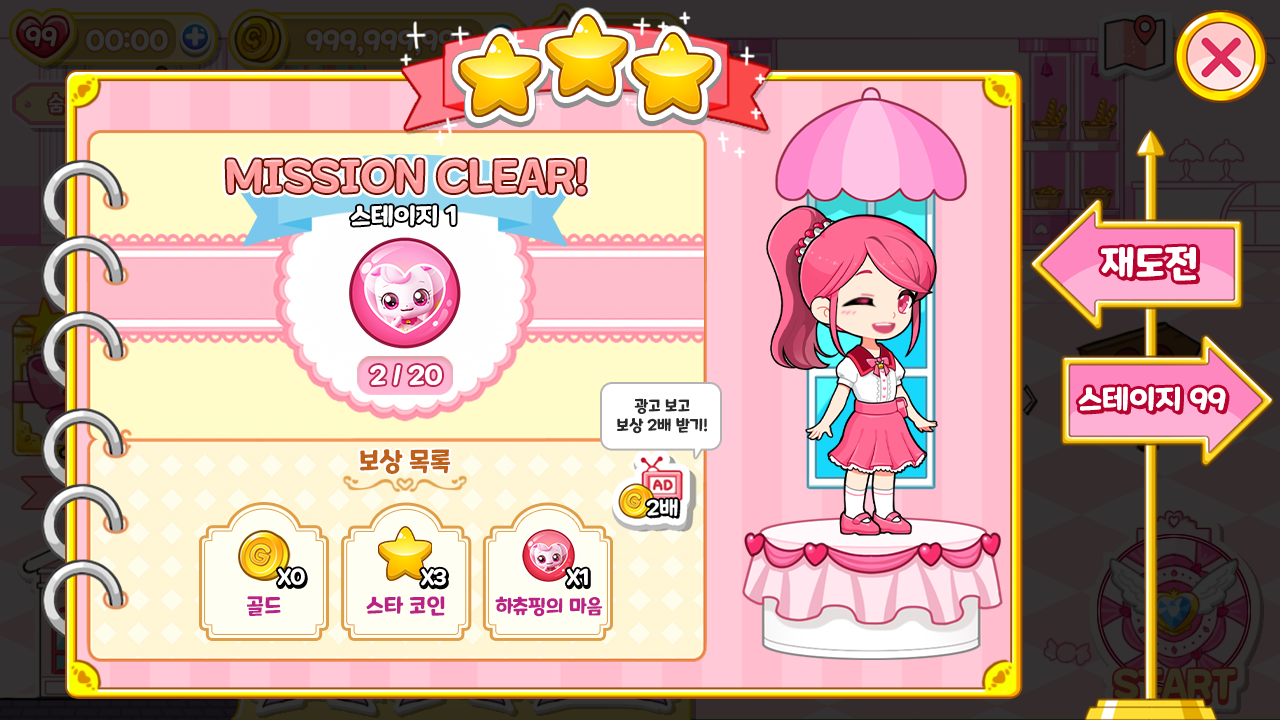 99
00:00
MISSION CLEAR!
스테이지 1
2 / 20
재도전
스테이지 99
광고 보고
보상 2배 받기!
보상 목록
AD
2배
X0
X3
X1
골드
스타 코인
하츄핑의 마음
START